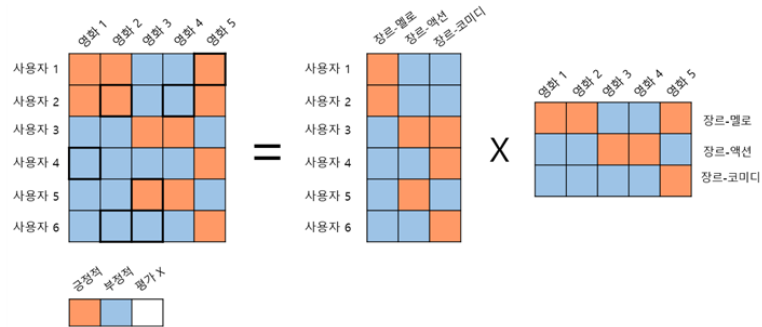 영화 1 영화 2 영화 3 영화 4 영화 5
사용자 1
사용자 2
사용자 3
사용자 4
사용자 5
사용자 6
=
장르-멜로 장르-액션 장르-코미디
사용자 1
사용자 2
사용자 3
사용자 4
사용자 5
사용자 6
X
영화 1 영화 2 영화 3 영화 4 영화 5
장르-멜로
장르-액션
장르-코미디
긍정적 부정적 평가 X